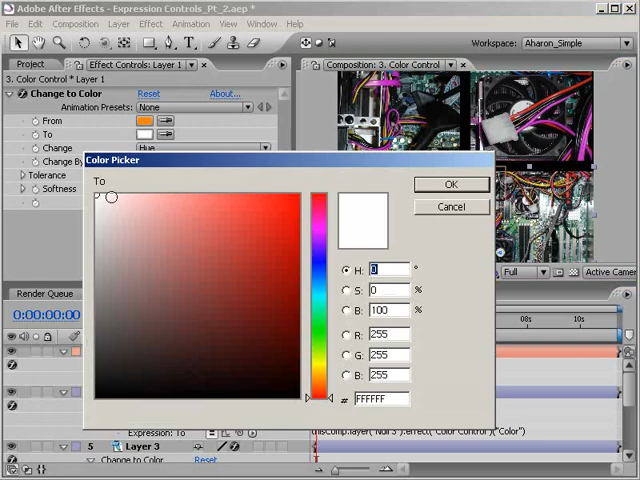 Adobe After Effects - Expression Controls_Pt_2.aep *
File Edit Composition Layer Effect Animation View Window Help
Workspace: Aharon_Simple
Project Effect Controls: Layer 1 Composition: 3. Color Control
3. Color Control * Layer 1
Change to Color Reset About...
Animation Presets: None
From
To
Change Hue
Change By
Tolerance
Softness
Color Picker
To
OK
Cancel
H: 0 °
S: 0 %
B: 100 %
R: 255
G: 255
B: 255
# FFFFFF
Full Active Camer
Render Queue
0:00:00:00
08s 10s
Expression: To
thisComp.layer("Null 3").effect("Color Control")("Color")
5 Layer 3
Change to Color Reset